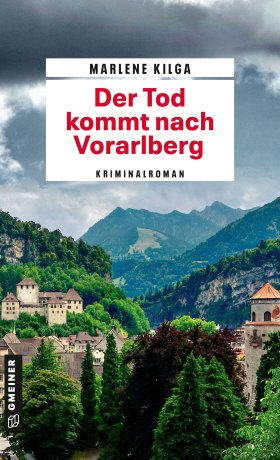 MARLENE KILGA
Der Tod
kommt nach
Vorarlberg
KRIMINALROMAN
GMEINER